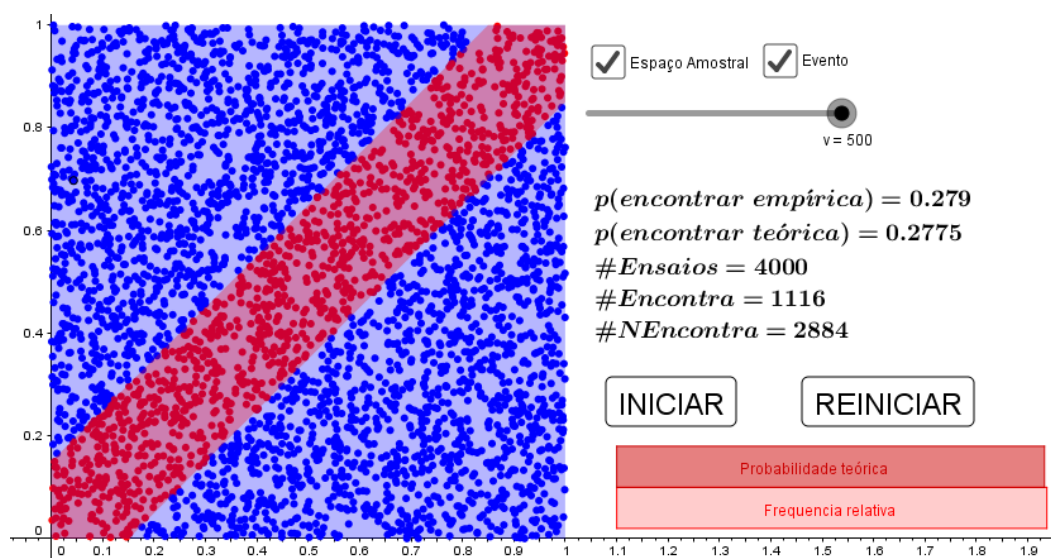 1
0.8
0.6
0.4
0.2
0
0 0.1 0.2 0.3 0.4 0.5 0.6 0.7 0.8 0.9 1 1.1 1.2 1.3 1.4 1.5 1.6 1.7 1.8 1.9
Espaço Amostral Evento
v = 500
p(encontrar empírica) = 0.279
p(encontrar teórica) = 0.2775
#Ensaios = 4000
#Encontra = 1116
#NEncontra = 2884
INICIAR REINICIAR
Probabilidade teórica
Frequencia relativa